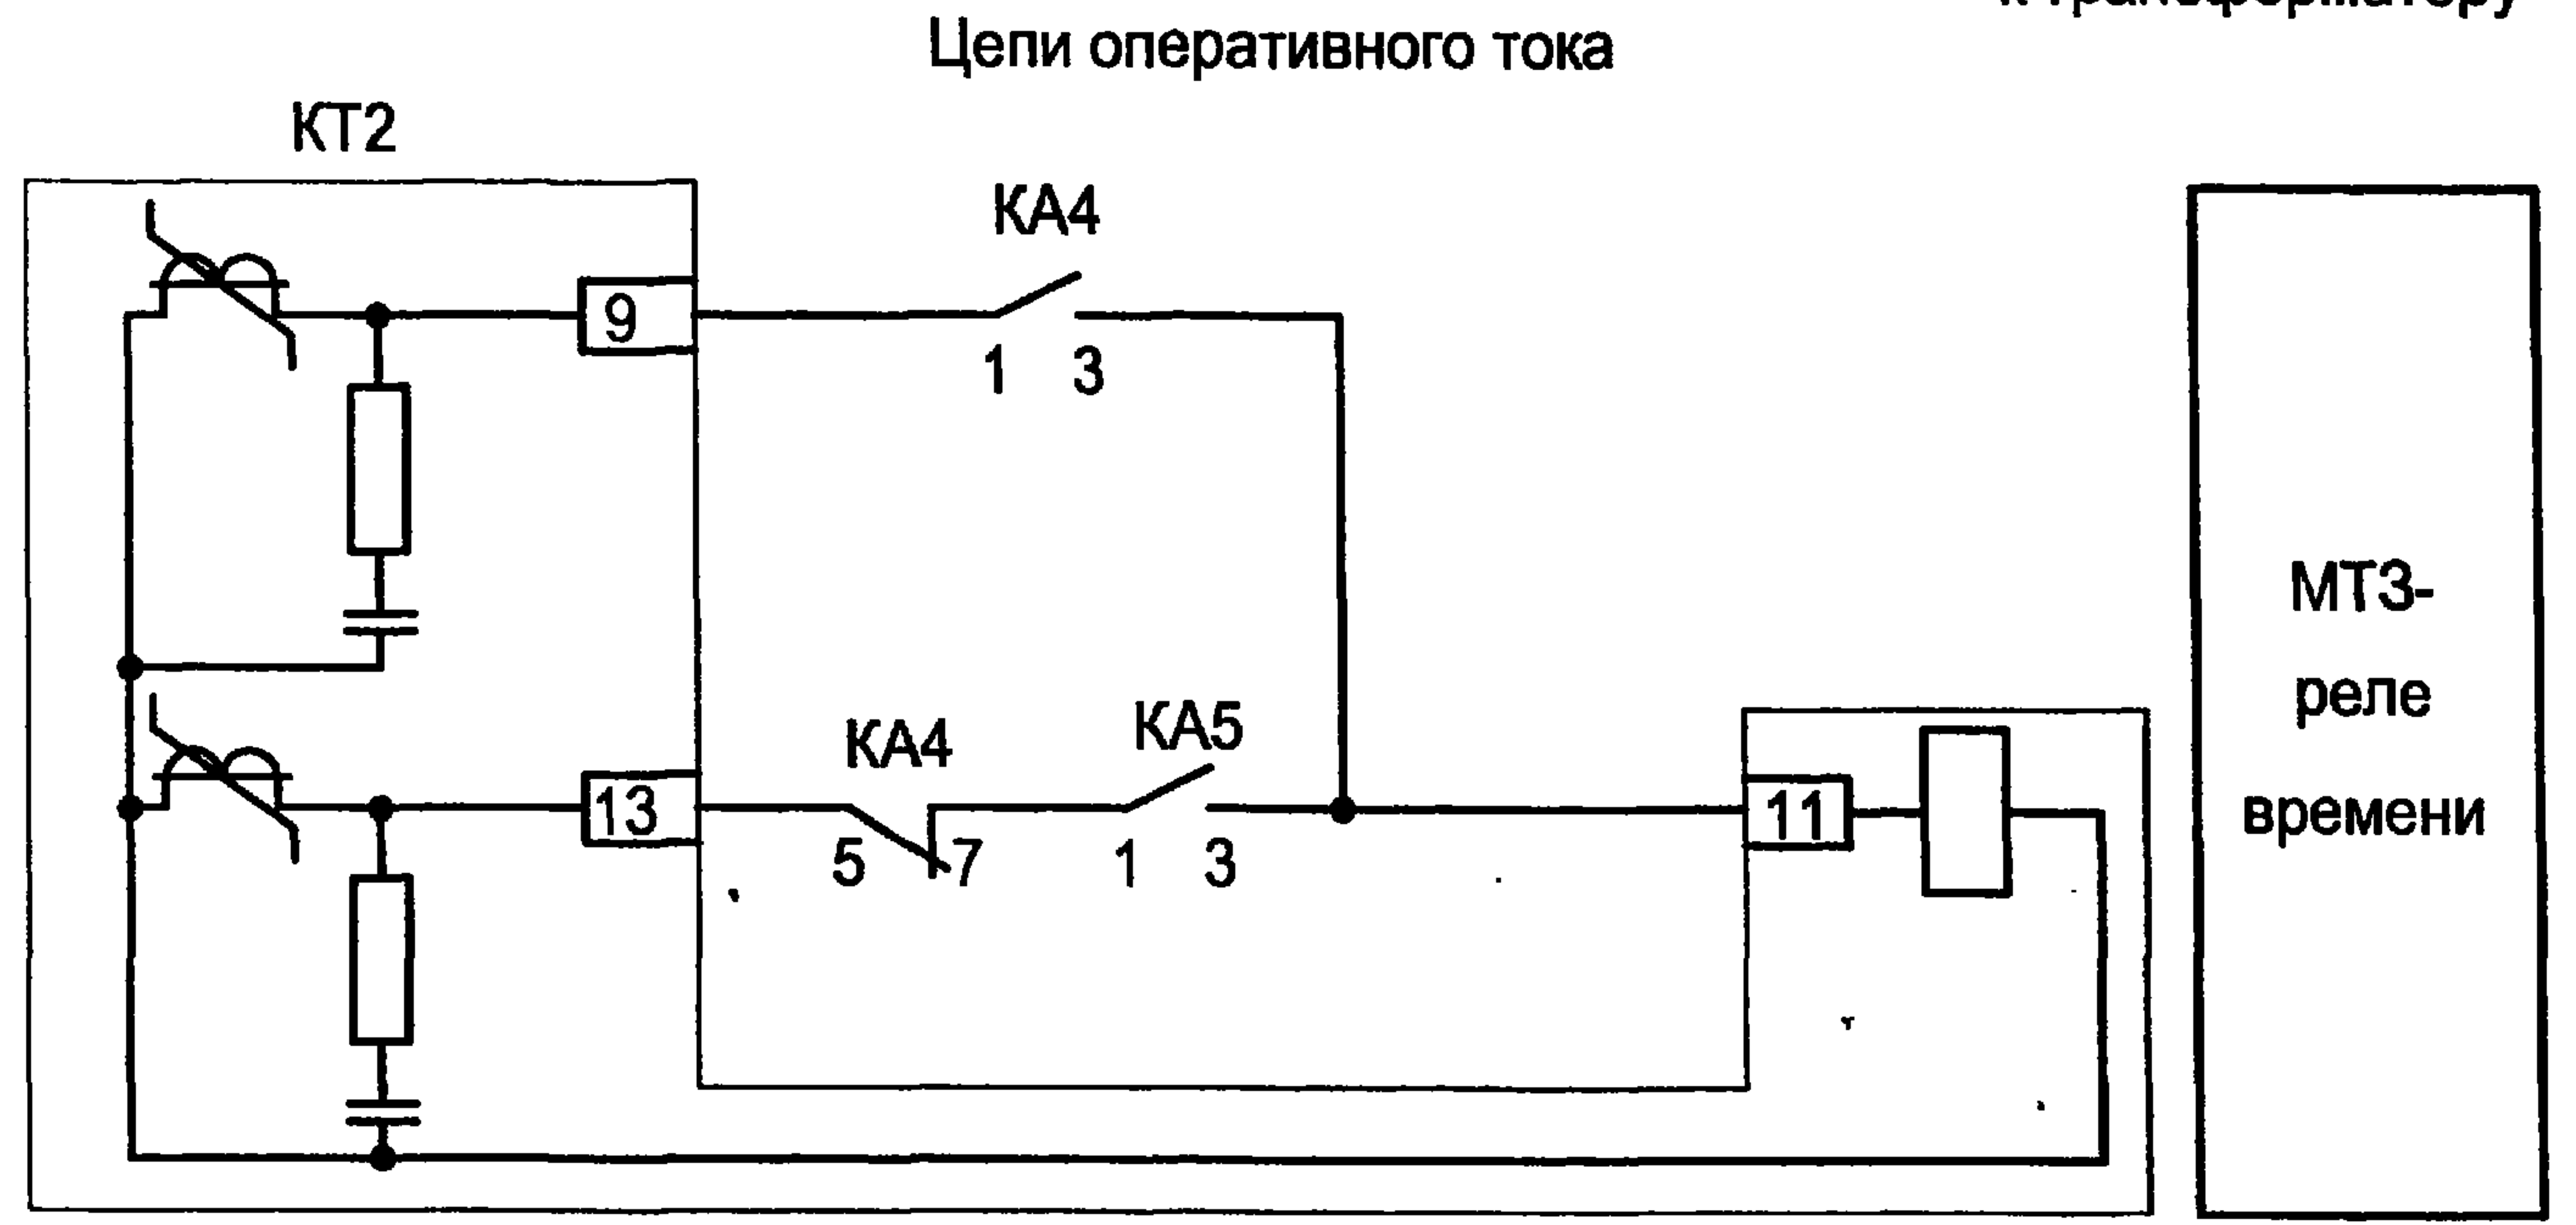 к трансформатору
Цепи оперативного тока
КТ2
КА4
9
1 3
МТЗ-
реле
времени
КА4
КА5
13
5 7
1 3
11